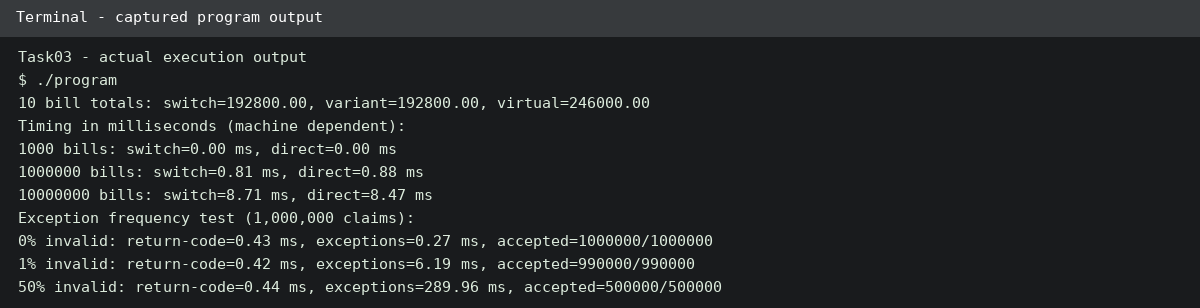 Terminal - captured program output
Task03 - actual execution output
$ ./program
10 bill totals: switch=192800.00, variant=192800.00, virtual=246000.00
Timing in milliseconds (machine dependent):
1000 bills: switch=0.00 ms, direct=0.00 ms
1000000 bills: switch=0.81 ms, direct=0.88 ms
10000000 bills: switch=8.71 ms, direct=8.47 ms
Exception frequency test (1,000,000 claims):
0% invalid: return-code=0.43 ms, exceptions=0.27 ms, accepted=1000000/1000000
1% invalid: return-code=0.42 ms, exceptions=6.19 ms, accepted=990000/990000
50% invalid: return-code=0.44 ms, exceptions=289.96 ms, accepted=500000/500000